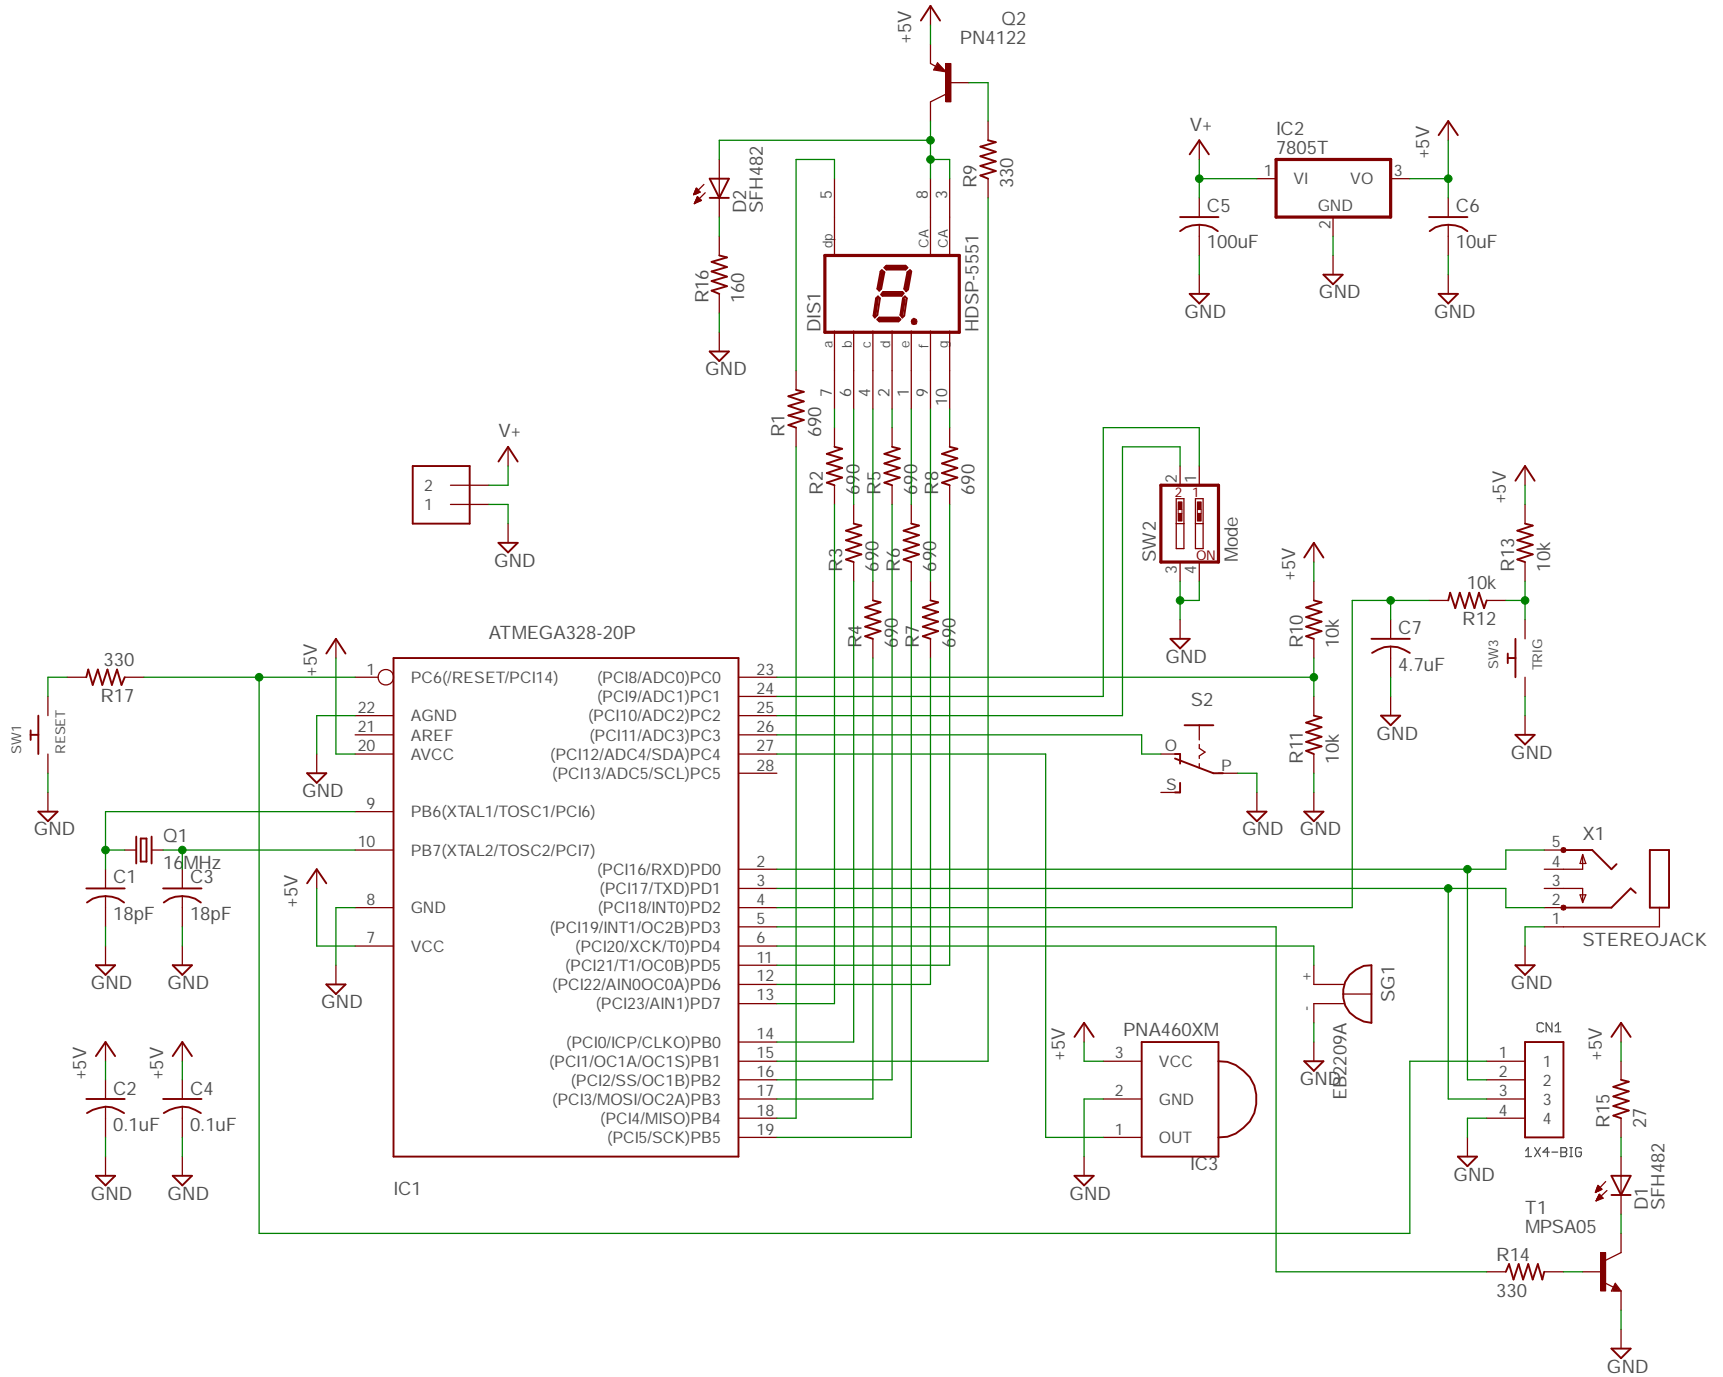 +5V
Q2
PN4122
D2
SFH482
R16
160
GND
R9
330
5
dp
8
CA
3
CA
DIS1
HDSP-5551
a
b
c
d
e
f
g
7
6
4
2
1
9
10
R1
690
R2
690
R5
690
R8
690
R3
690
R6
690
R4
690
R7
690
V+
IC2
7805T
+5V
1
VI
VO
3
GND
2
C5
100uF
C6
10uF
GND
GND
GND
V+
2
1
GND
2
1
2
1
SW2
Mode
ON
3
4
GND
+5V
R10
10k
R11
10k
GND
+5V
R13
10k
10k
R12
C7
4.7uF
GND
SW3
TRIG
GND
S2
O
P
S
GND
330
R17
SW1
RESET
GND
+5V
GND
Q1
16MHz
C1
18pF
C3
18pF
GND
GND
+5V
GND
+5V
C2
0.1uF
GND
+5V
C4
0.1uF
GND
ATMEGA328-20P
1
PC6(/RESET/PCI14)
22
AGND
21
AREF
20
AVCC
9
PB6(XTAL1/TOSC1/PCI6)
10
PB7(XTAL2/TOSC2/PCI7)
8
GND
7
VCC
(PCI8/ADC0)PC0
23
(PCI9/ADC1)PC1
24
(PCI10/ADC2)PC2
25
(PCI11/ADC3)PC3
26
(PCI12/ADC4/SDA)PC4
27
(PCI13/ADC5/SCL)PC5
28
(PCI16/RXD)PD0
2
(PCI17/TXD)PD1
3
(PCI18/INT0)PD2
4
(PCI19/INT1/OC2B)PD3
5
(PCI20/XCK/T0)PD4
6
(PCI21/T1/OC0B)PD5
11
(PCI22/AIN0OC0A)PD6
12
(PCI23/AIN1)PD7
13
(PCI0/ICP/CLKO)PB0
14
(PCI1/OC1A/OC1S)PB1
15
(PCI2/SS/OC1B)PB2
16
(PCI3/MOSI/OC2A)PB3
17
(PCI4/MISO)PB4
18
(PCI5/SCK)PB5
19
IC1
X1
5
4
3
2
1
STEREOJACK
GND
+
-
SG1
EB2209A
GND
+5V
PNA460XM
3
VCC
2
GND
1
OUT
IC3
GND
CN1
1
1
2
2
3
3
4
4
1X4-BIG
GND
+5V
R15
27
D1
SFH482
T1
MPSA05
R14
330
GND